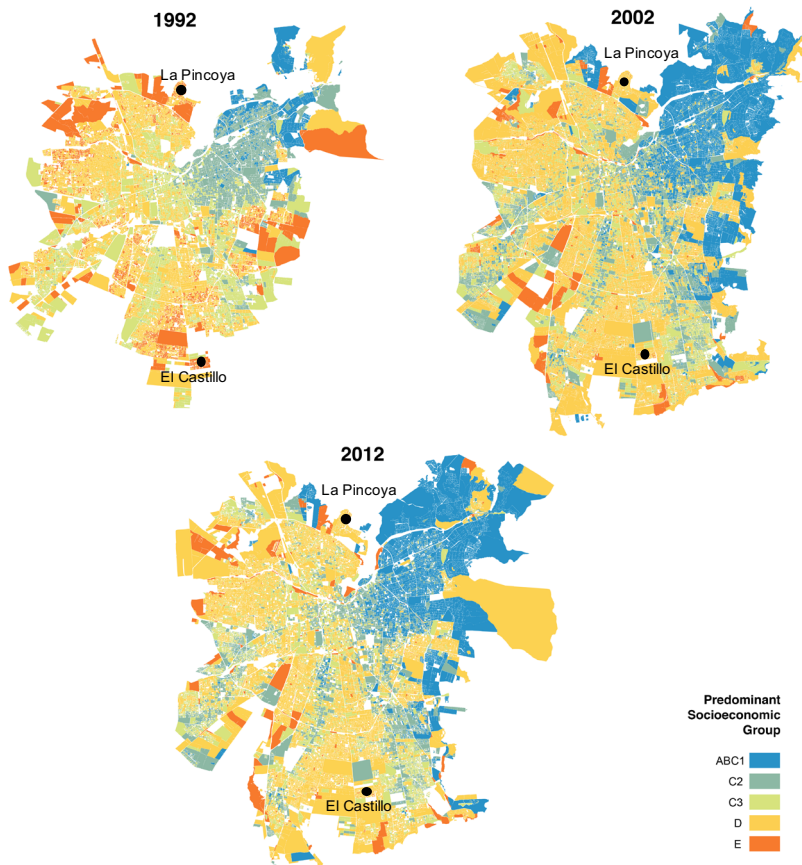 1992
La Pincoya
El Castillo
2002
La Pincoya
El Castillo
2012
La Pincoya
El Castillo
Predominant
Socioeconomic
Group
ABC1
C2
C3
D
E